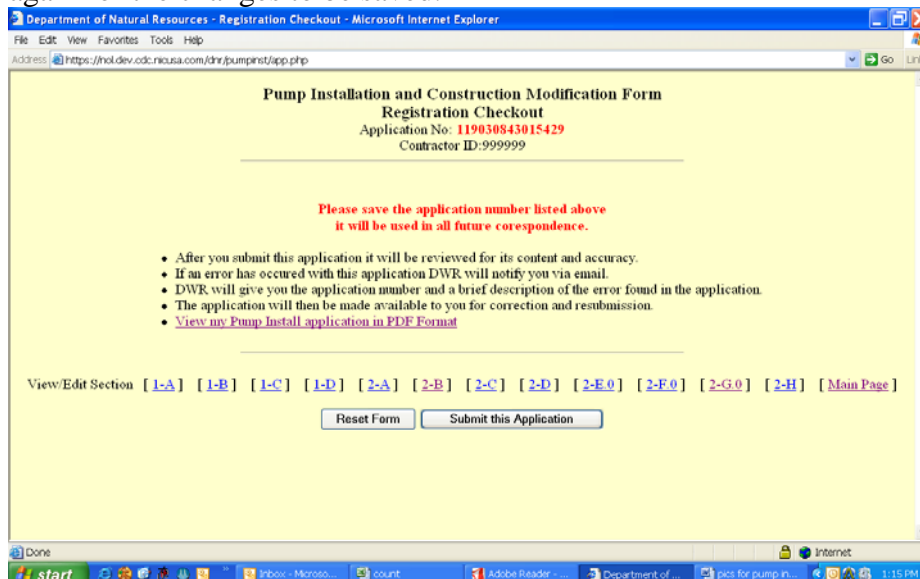 again for the changes to be saved.
Department of Natural Resources - Registration Checkout - Microsoft Internet Explorer
File Edit View Favorites Tools Help
Address https://nol.dev.cdc.nicusa.com/dnr/pumpinst/app.php Go Lin
Pump Installation and Construction Modification Form
Registration Checkout
Application No: 119030843015429
Contractor ID:999999
Please save the application number listed above
it will be used in all future corespondence.
• After you submit this application it will be reviewed for its content and accuracy.
• If an error has occured with this application DWR will notify you via email.
• DWR will give you the application number and a brief description of the error found in the application.
• The application will then be made available to you for correction and resubmission.
• View my Pump Install application in PDF Format
View/Edit Section [ 1-A ] [ 1-B ] [ 1-C ] [ 1-D ] [ 2-A ] [ 2-B ] [ 2-C ] [ 2-D ] [ 2-E.0 ] [ 2-F.0 ] [ 2-G.0 ] [ 2-H ] [ Main Page ]
Reset Form Submit this Application
Done Internet
start Inbox - Microso... count Adobe Reader - ... Department of ... pics for pump in... 1:15 PM